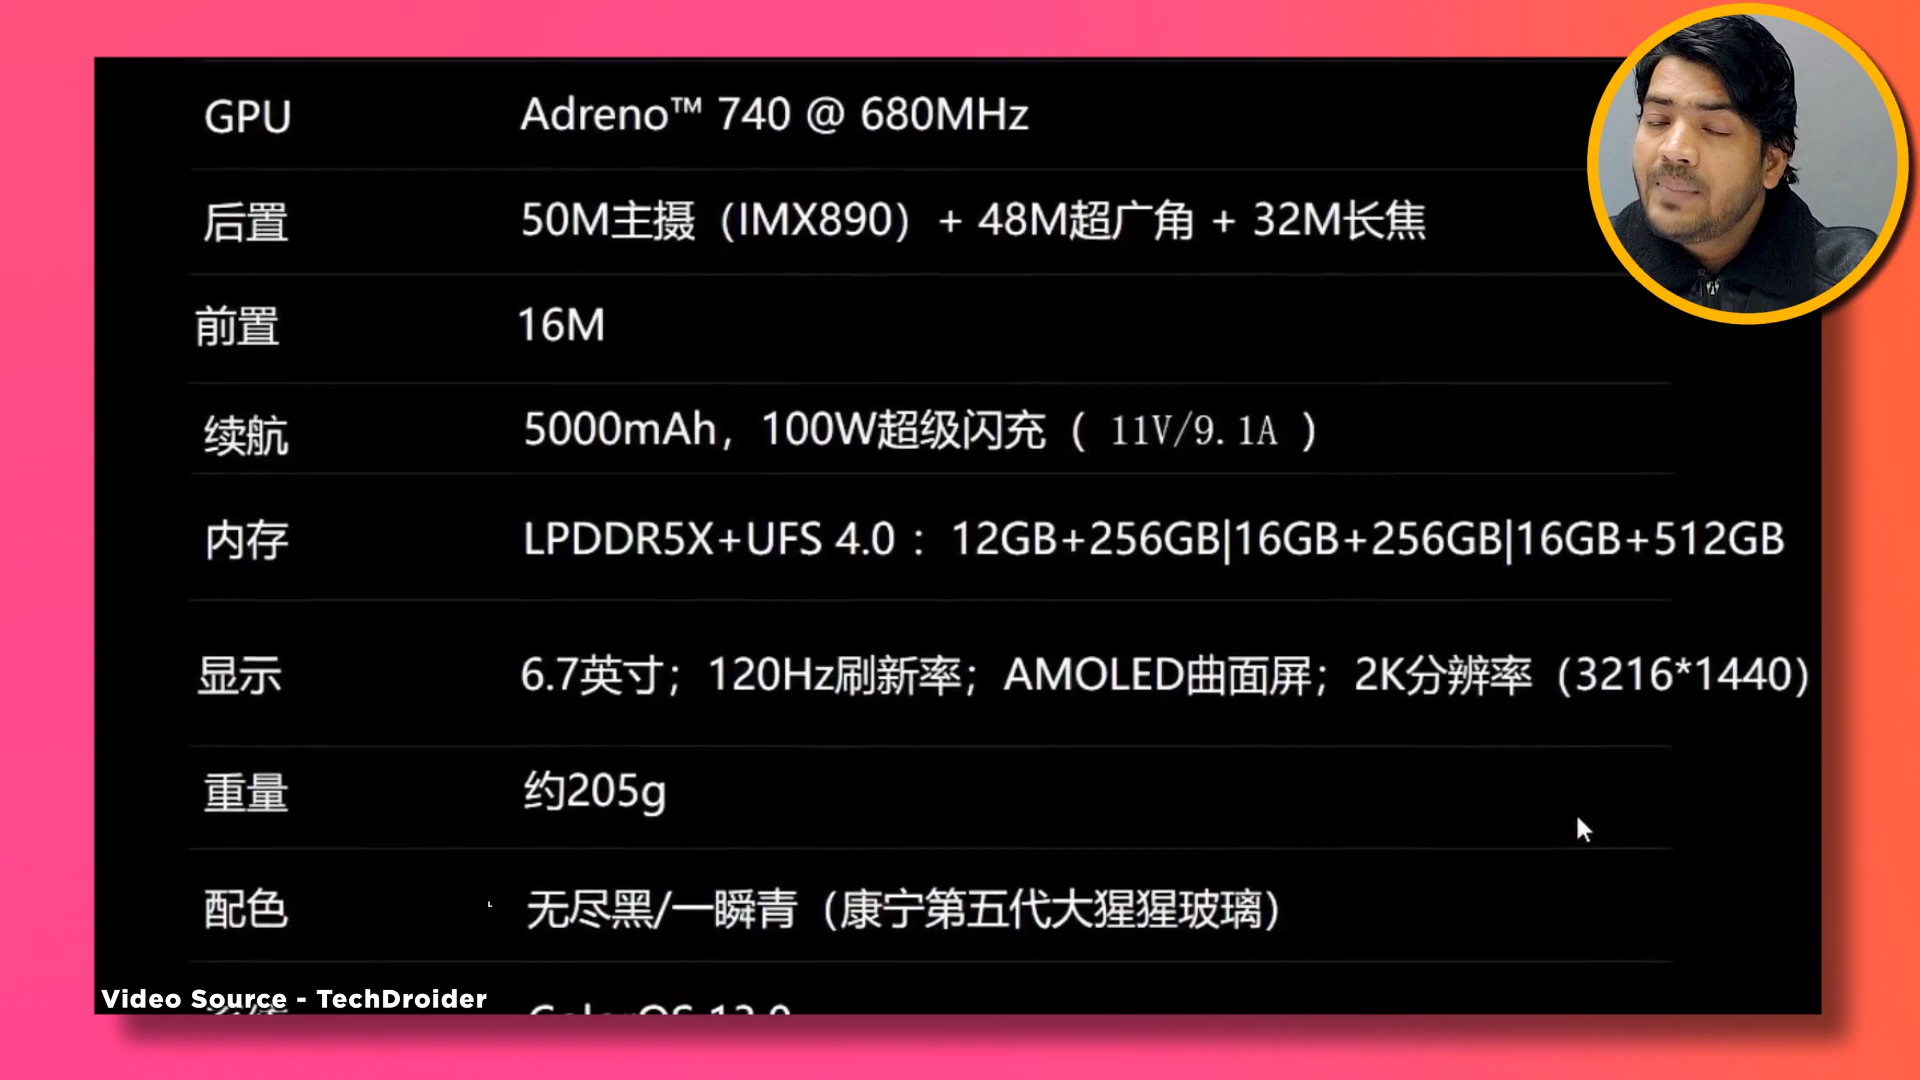 GPU Adreno™ 740 @ 680MHz
后置 50M主摄（IMX890）+ 48M超广角 + 32M长焦
前置 16M
续航 5000mAh，100W超级闪充（ 11V/9.1A ）
内存 LPDDR5X+UFS 4.0： 12GB+256GB|16GB+256GB|16GB+512GB
显示 6.7英寸；120Hz刷新率；AMOLED曲面屏；2K分辨率（3216*1440）
重量 约205g
配色 无尽黑/一瞬青（康宁第五代大猩猩玻璃）
Video Source - TechDroider